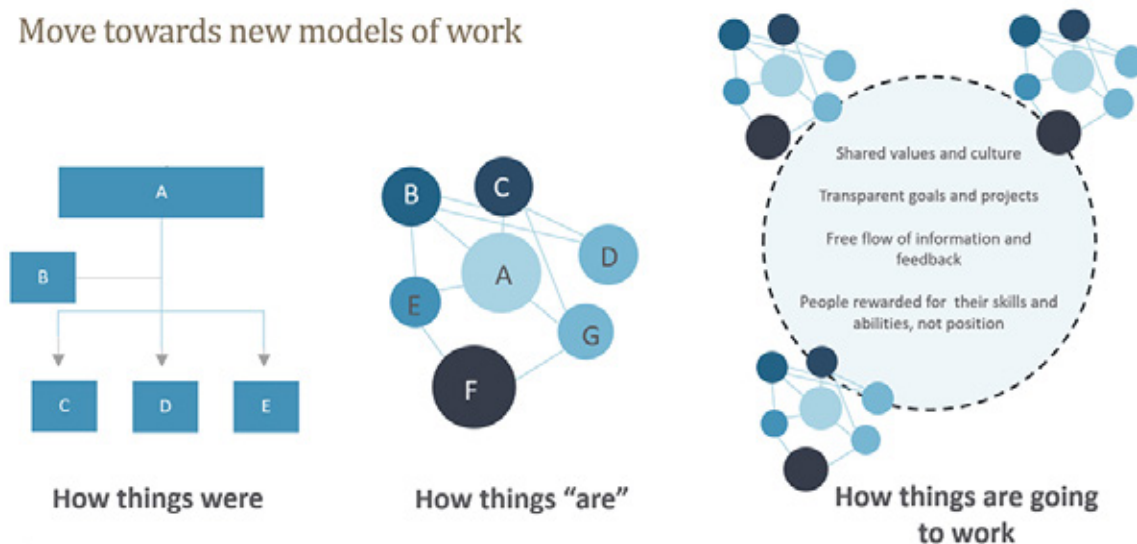 Move towards new models of work
A
B
C
D
E
How things were
B
C
A
D
E
G
F
How things “are”
Shared values and culture
Transparent goals and projects
Free flow of information and
feedback
People rewarded for their skills and
abilities, not position
How things are going
to work